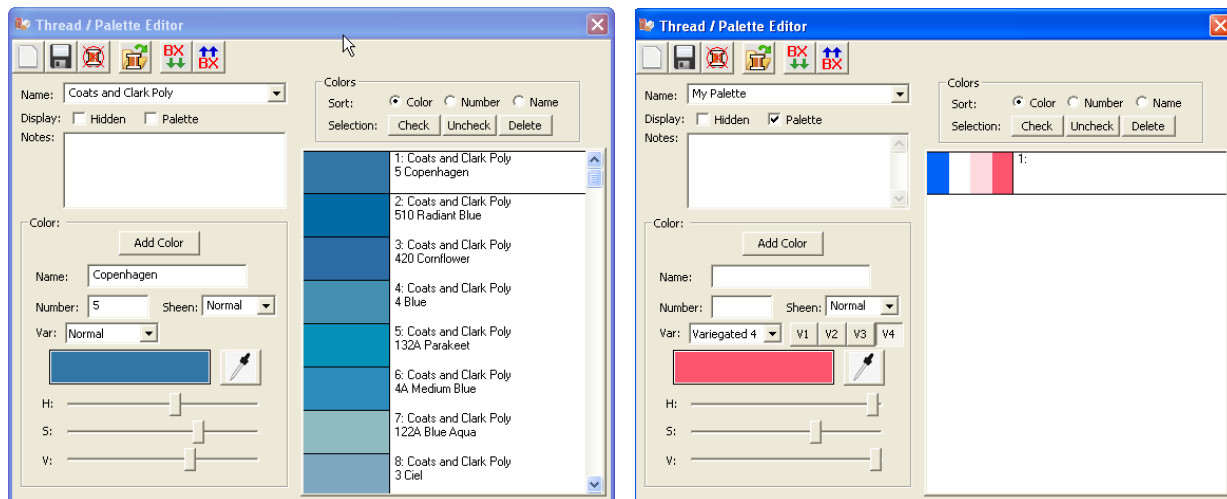 Thread / Palette Editor
BX
BX
Name: Coats and Clark Poly
Display: Hidden Palette
Notes:
Color:
Add Color
Name: Copenhagen
Number: 5 Sheen: Normal
Var: Normal
H:
S:
V:
Colors
Sort: Color Number Name
Selection: Check Uncheck Delete
1: Coats and Clark Poly
5 Copenhagen
2: Coats and Clark Poly
510 Radiant Blue
3: Coats and Clark Poly
420 Cornflower
4: Coats and Clark Poly
4 Blue
5: Coats and Clark Poly
132A Parakeet
6: Coats and Clark Poly
4A Medium Blue
7: Coats and Clark Poly
122A Blue Aqua
8: Coats and Clark Poly
3 Ciel
Thread / Palette Editor
BX
BX
Name: My Palette
Display: Hidden Palette
Notes:
Color:
Add Color
Name:
Number: Sheen: Normal
Var: Variegated 4 V1 V2 V3 V4
H:
S:
V:
Colors
Sort: Color Number Name
Selection: Check Uncheck Delete
1: